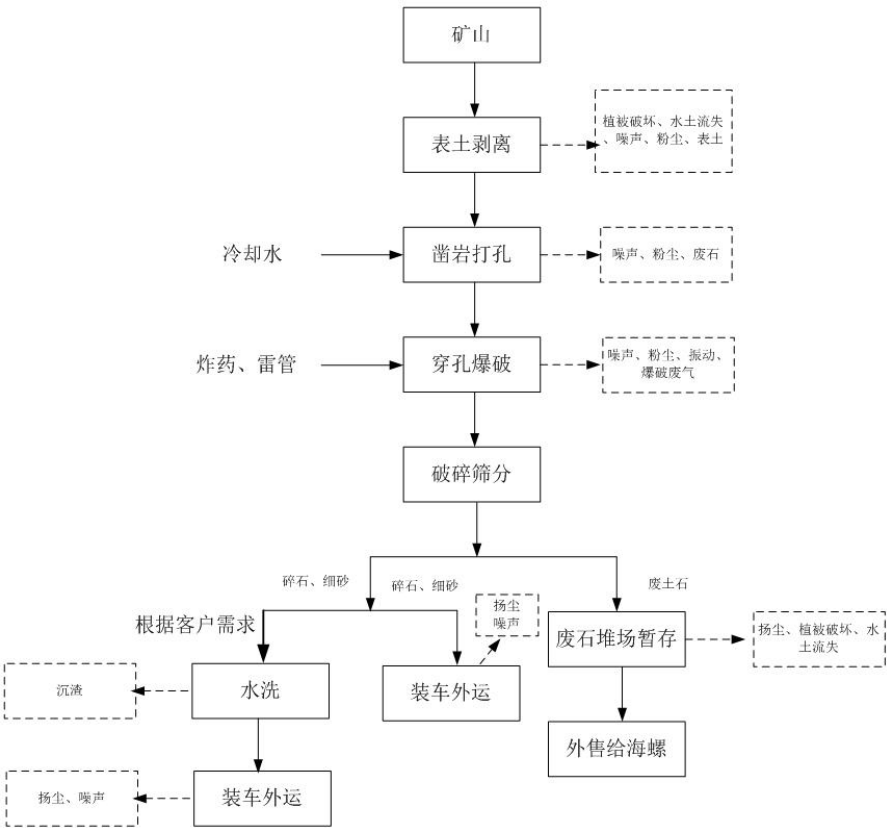 矿山
表土剥离
植被破坏、水土流失
、噪声、粉尘、表土
冷却水
凿岩打孔
噪声、粉尘、废石
炸药、雷管
穿孔爆破
噪声、粉尘、振动、
爆破废气
破碎筛分
碎石、细砂
碎石、细砂
废土石
根据客户需求
扬尘
噪声
废石堆场暂存
扬尘、植被破坏、水
土流失
沉渣
水洗
装车外运
外售给海螺
扬尘、噪声
装车外运